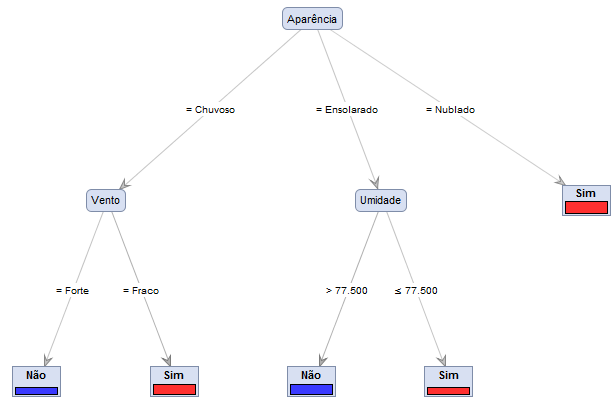 Aparência
= Chuvoso
= Ensolarado
= Nublado
Vento
Umidade
Sim
= Forte
= Fraco
> 77.500
≤ 77.500
Não
Sim
Não
Sim